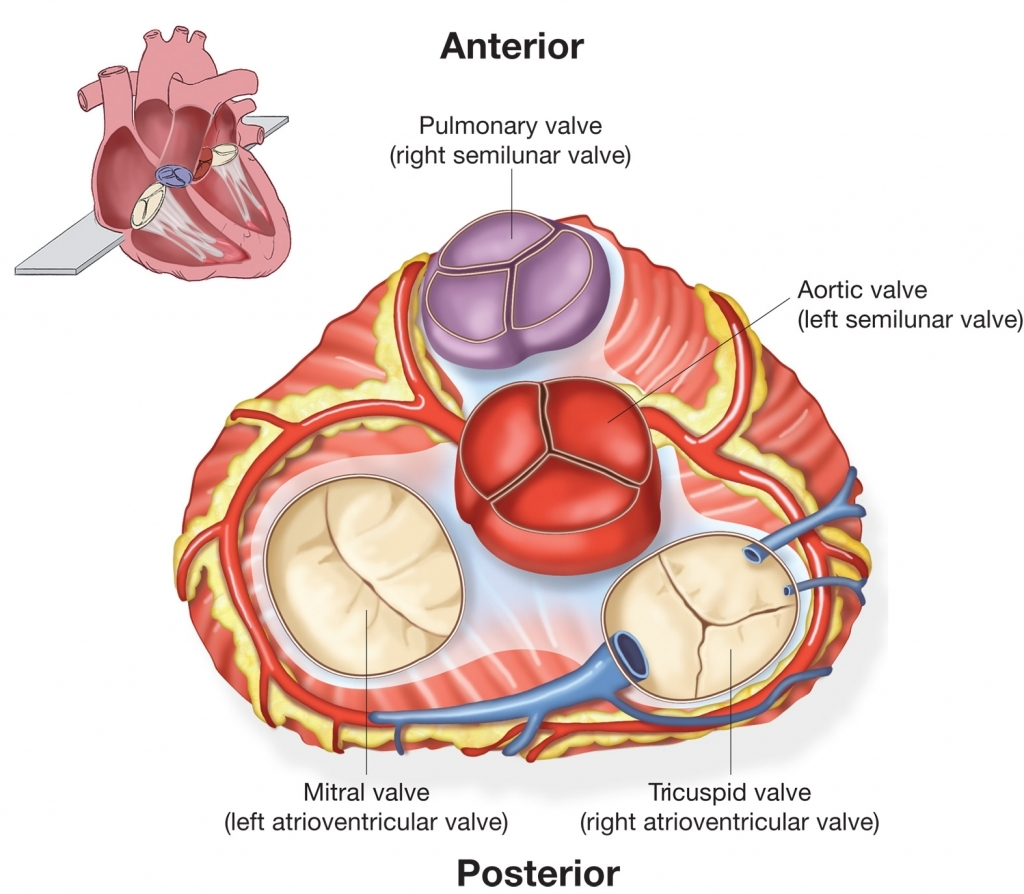 Anterior
Pulmonary valve
(right semilunar valve)
Aortic valve
(left semilunar valve)
Mitral valve
(left atrioventricular valve)
Tricuspid valve
(right atrioventricular valve)
Posterior